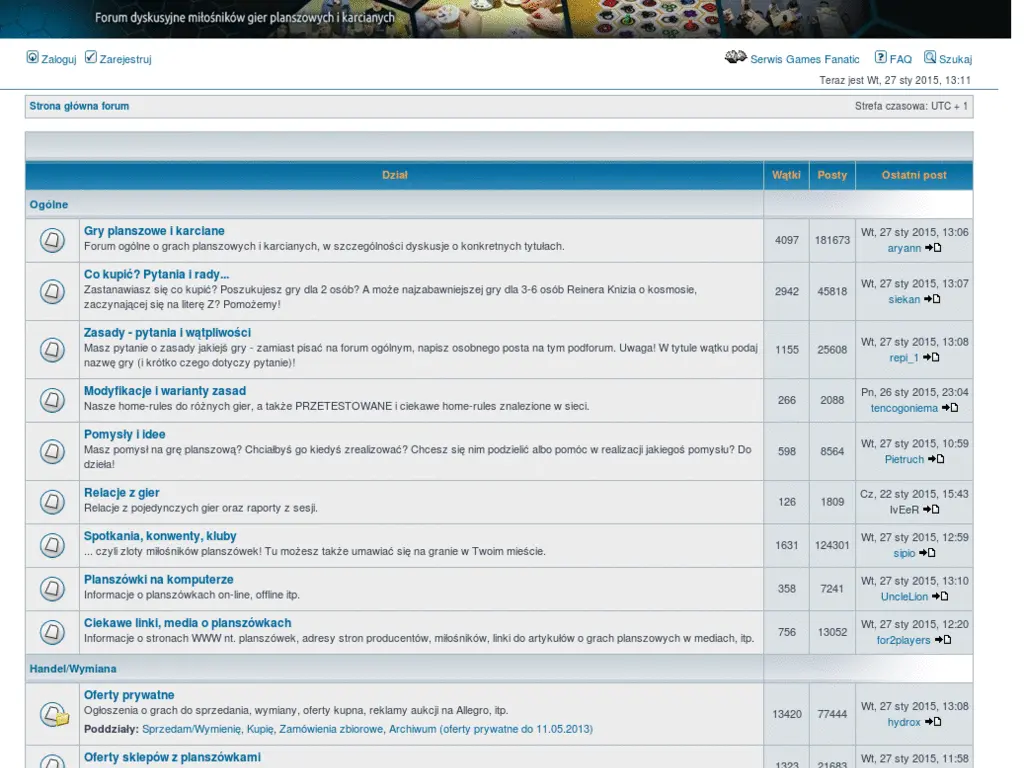 Forum dyskusyjne miłośników gier planszowych i karcianych
Zaloguj Zarejestruj
Serwis Games Fanatic FAQ Szukaj
Teraz jest Wt, 27 sty 2015, 13:11
Strona główna forum
Strefa czasowa: UTC + 1
Dział Wątki Posty Ostatni post
Ogólne
Gry planszowe i karciane
Forum ogólne o grach planszowych i karcianych, w szczególności dyskusje o konkretnych tytułach.
4097 181673
Wt, 27 sty 2015, 13:06
aryann
Co kupić? Pytania i rady...
Zastanawiasz się co kupić? Poszukujesz gry dla 2 osób? A może najzabawniejszej gry dla 3-6 osób Reinera Knizia o kosmosie,
zaczynającej się na literę Z? Pomożemy!
2942 45818
Wt, 27 sty 2015, 13:07
siekan
Zasady - pytania i wątpliwości
Masz pytanie o zasady jakiejś gry - zamiast pisać na forum ogólnym, napisz osobnego posta na tym podforum. Uwaga! W tytule wątku podaj
nazwę gry (i krótko czego dotyczy pytanie)!
1155 25608
Wt, 27 sty 2015, 13:08
repi_1
Modyfikacje i warianty zasad
Nasze home-rules do różnych gier, a także PRZETESTOWANE i ciekawe home-rules znalezione w sieci.
266 2088
Pn, 26 sty 2015, 23:04
tencogoniema
Pomysły i idee
Masz pomysł na grę planszową? Chciałbyś go kiedyś zrealizować? Chcesz się nim podzielić albo pomóc w realizacji jakiegoś pomysłu? Do
dzieła!
598 8564
Wt, 27 sty 2015, 10:59
Pietruch
Relacje z gier
Relacje z pojedynczych gier oraz raporty z sesji.
126 1809
Cz, 22 sty 2015, 15:43
IvEeR
Spotkania, konwenty, kluby
... czyli zloty miłośników planszówek! Tu możesz także umawiać się na granie w Twoim mieście.
1631 124301
Wt, 27 sty 2015, 12:59
sipio
Planszówki na komputerze
Informacje o planszówkach on-line, offline itp.
358 7241
Wt, 27 sty 2015, 13:10
UncleLion
Ciekawe linki, media o planszówkach
Informacje o stronach WWW nt. planszówek, adresy stron producentów, miłośników, linki do artykułów o grach planszowych w mediach, itp.
756 13052
Wt, 27 sty 2015, 12:20
for2players
Handel/Wymiana
Oferty prywatne
Ogłoszenia o grach do sprzedania, wymiany, oferty kupna, reklamy aukcji na Allegro, itp.
Poddziały: Sprzedam/Wymienię, Kupię, Zamówienia zbiorowe, Archiwum (oferty prywatne do 11.05.2013)
13420 77444
Wt, 27 sty 2015, 13:08
hydrox
Oferty sklepów z planszówkami
1323 21683
Wt, 27 sty 2015, 11:58